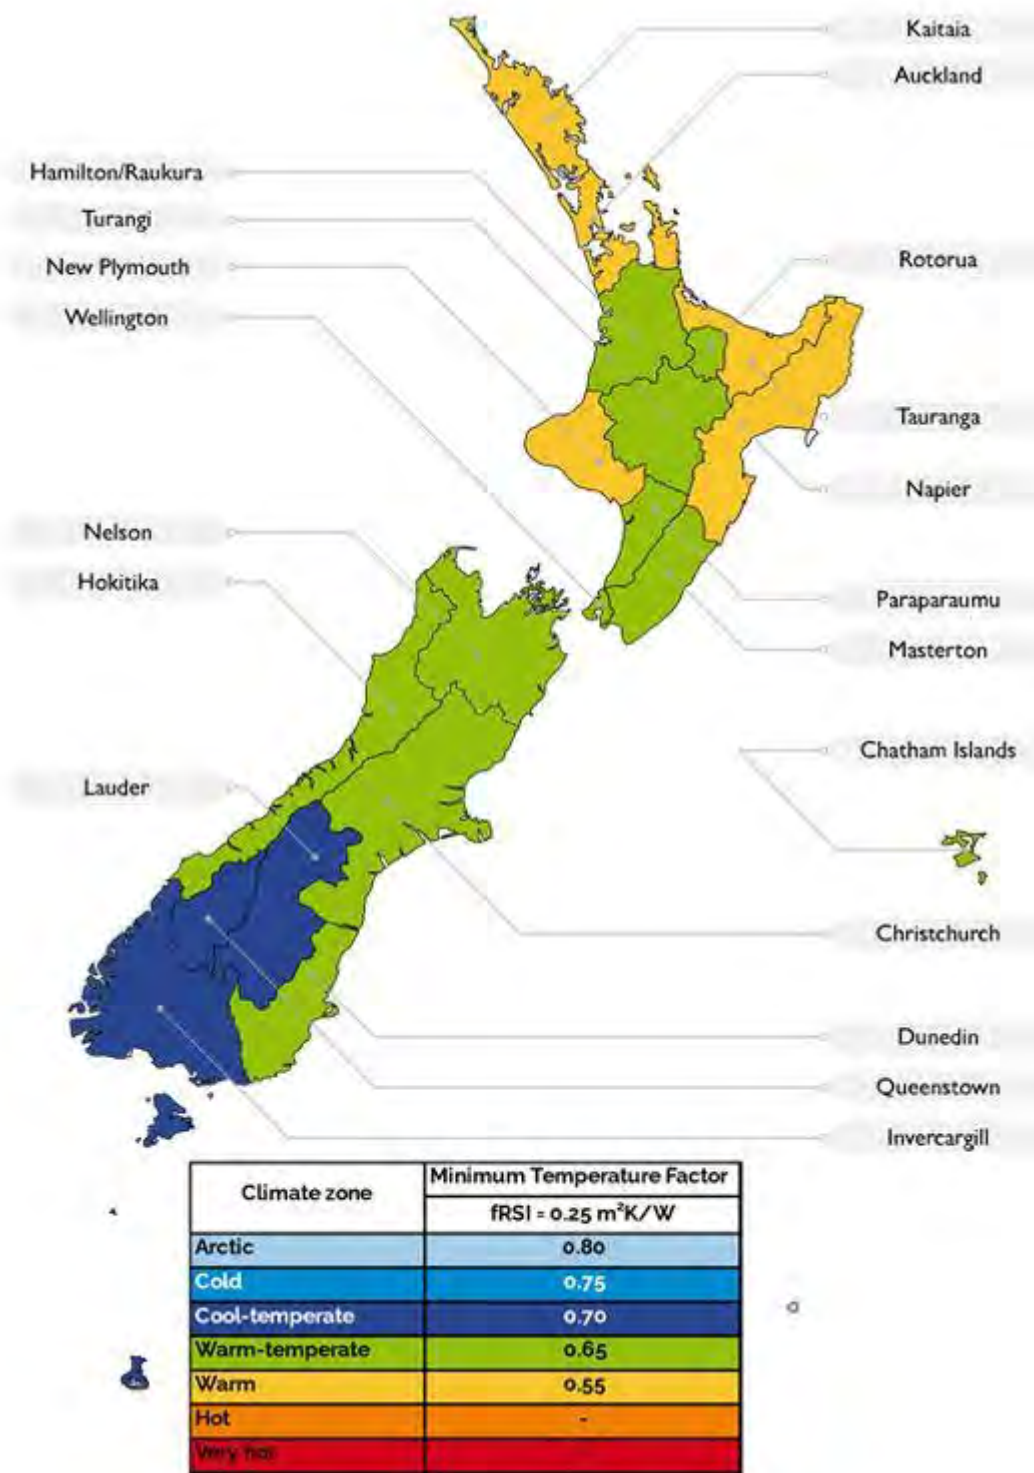 Kaitaia
Auckland
Hamilton/Raukura
Turangi
New Plymouth
Rotorua
Wellington
Tauranga
Napier
Nelson
Hokitika
Paraparaumu
Masterton
Chatham Islands
Lauder
Christchurch
Dunedin
Queenstown
Invercargill
Climate zone Minimum Temperature Factor
fRSI = 0.25 m²K/W
Arctic 0.80
Cold 0.75
Cool-temperate 0.70
Warm-temperate 0.65
Warm 0.55
Hot -
Very hot